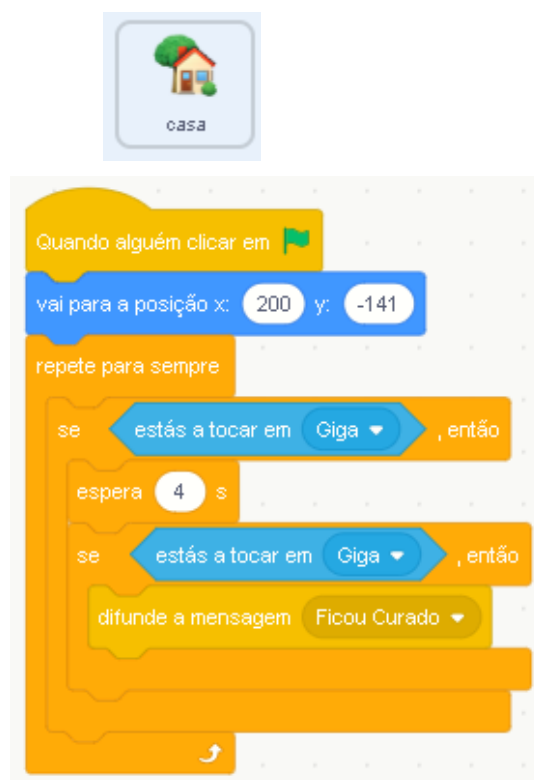 casa
Quando alguém clicar em
vai para a posição x: 200 y: -141
repete para sempre
se estás a tocar em Giga , então
espera 4 s
se estás a tocar em Giga , então
difunde a mensagem Ficou Curado